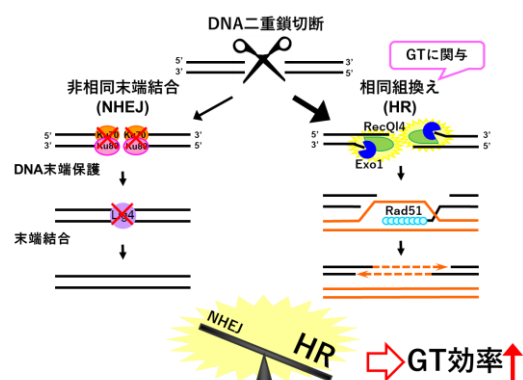 DNA二重鎖切断
5′ 3′
3′ 5′
GTに関与
非相同末端結合
(NHEJ)
相同組換え
(HR)
5′ Ku70 Ku70 3′
3′ Ku80 Ku80 5′
RecQl4
5′ 3′
3′ 5′
Exo1
DNA末端保護
Lig4
Rad51
末端結合
NHEJ
HR
GT効率